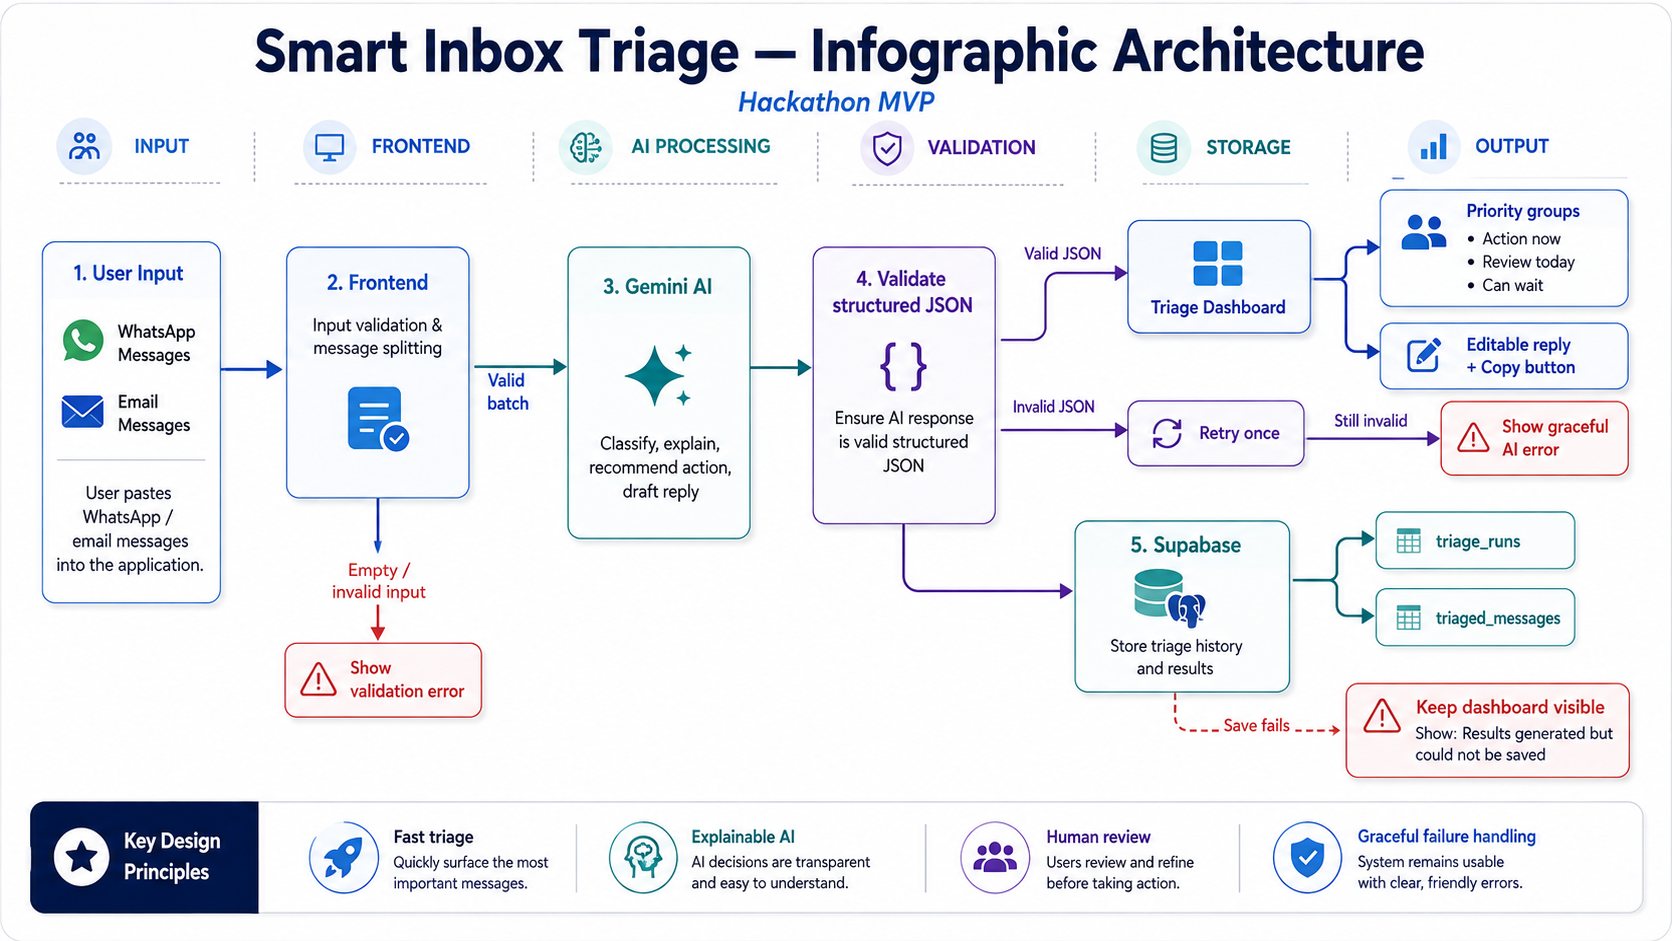 Smart Inbox Triage — Infographic Architecture
Hackathon MVP
INPUT
FRONTEND
AI PROCESSING
VALIDATION
STORAGE
OUTPUT
1. User Input
WhatsApp
Messages
Email
Messages
User pastes
WhatsApp /
email messages
into the application.
2. Frontend
Input validation &
message splitting
Valid
batch
Empty /
invalid input
Show
validation error
3. Gemini AI
Classify, explain,
recommend action,
draft reply
4. Validate
structured JSON
{ }
Ensure AI response
is valid structured
JSON
Valid JSON
Triage Dashboard
Priority groups
• Action now
• Review today
• Can wait
Editable reply
+ Copy button
Invalid JSON
Retry once
Still invalid
Show graceful
AI error
5. Supabase
Store triage history
and results
triage_runs
triaged_messages
Save fails
Keep dashboard visible
Show: Results generated but
could not be saved
Key Design
Principles
Fast triage
Quickly surface the most
important messages.
Explainable AI
AI decisions are transparent
and easy to understand.
Human review
Users review and refine
before taking action.
Graceful failure handling
System remains usable
with clear, friendly errors.